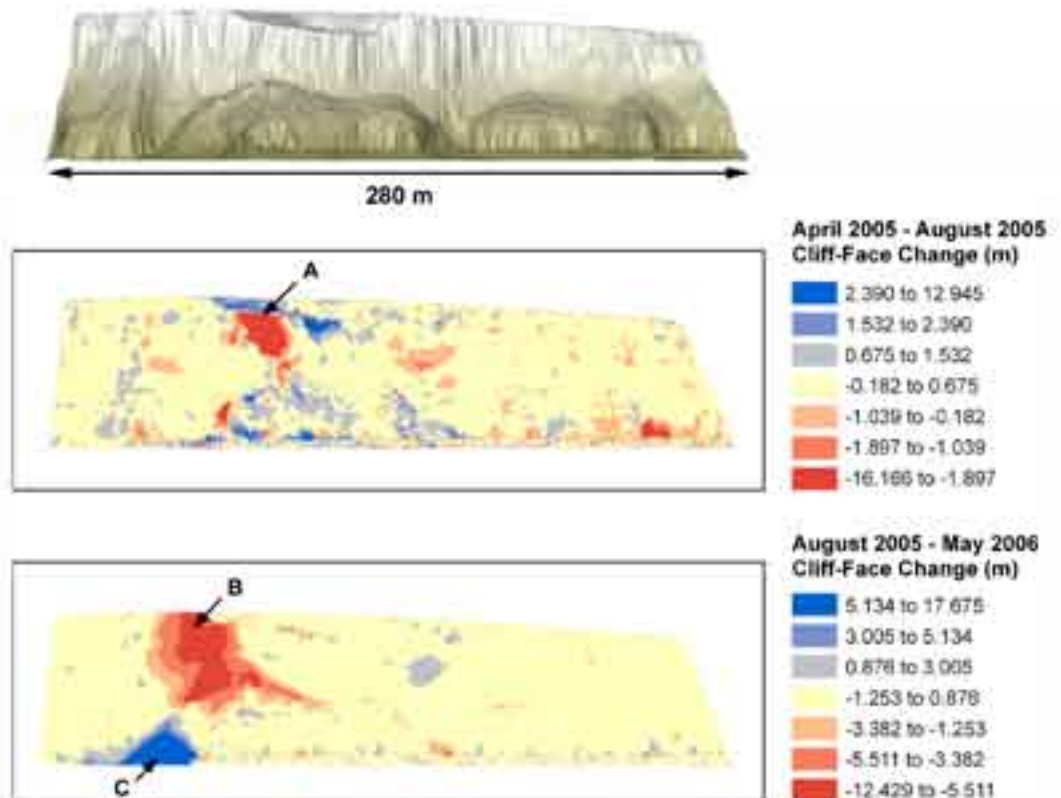 280 m
April 2005 - August 2005
Cliff-Face Change (m)
A
2.390 to 12.945
1.532 to 2.390
0.675 to 1.532
-0.182 to 0.675
-1.039 to -0.182
-1.897 to -1.039
-16.166 to -1.897
August 2005 - May 2006
Cliff-Face Change (m)
B
5.134 to 17.675
3.005 to 5.134
0.876 to 3.005
-1.253 to 0.876
-3.382 to -1.253
-5.511 to -3.382
-12.429 to -5.511
C